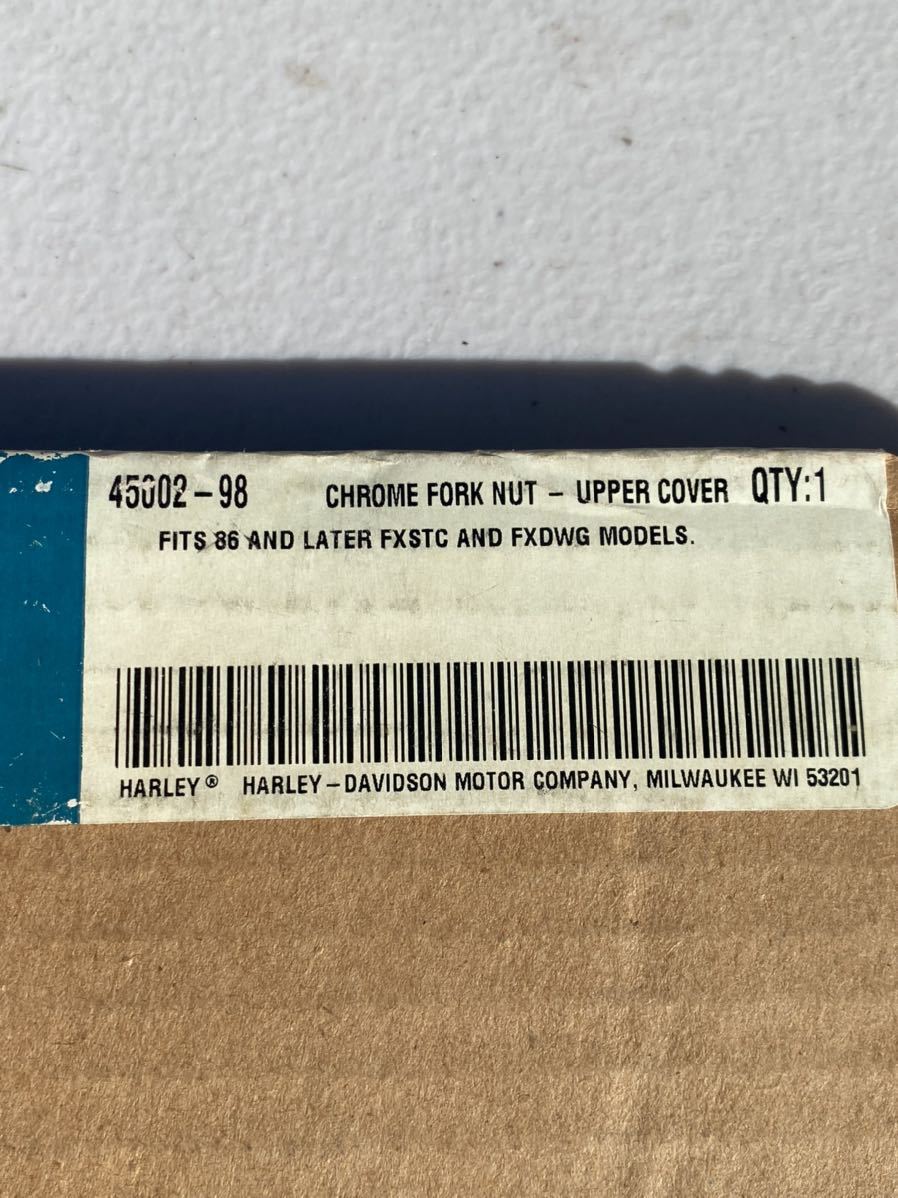 45002-98 CHROME FORK NUT - UPPER COVER QTY:1
FITS 86 AND LATER FXSTC AND FXDWG MODELS.
HARLEY® HARLEY-DAVIDSON MOTOR COMPANY, MILWAUKEE WI 53201